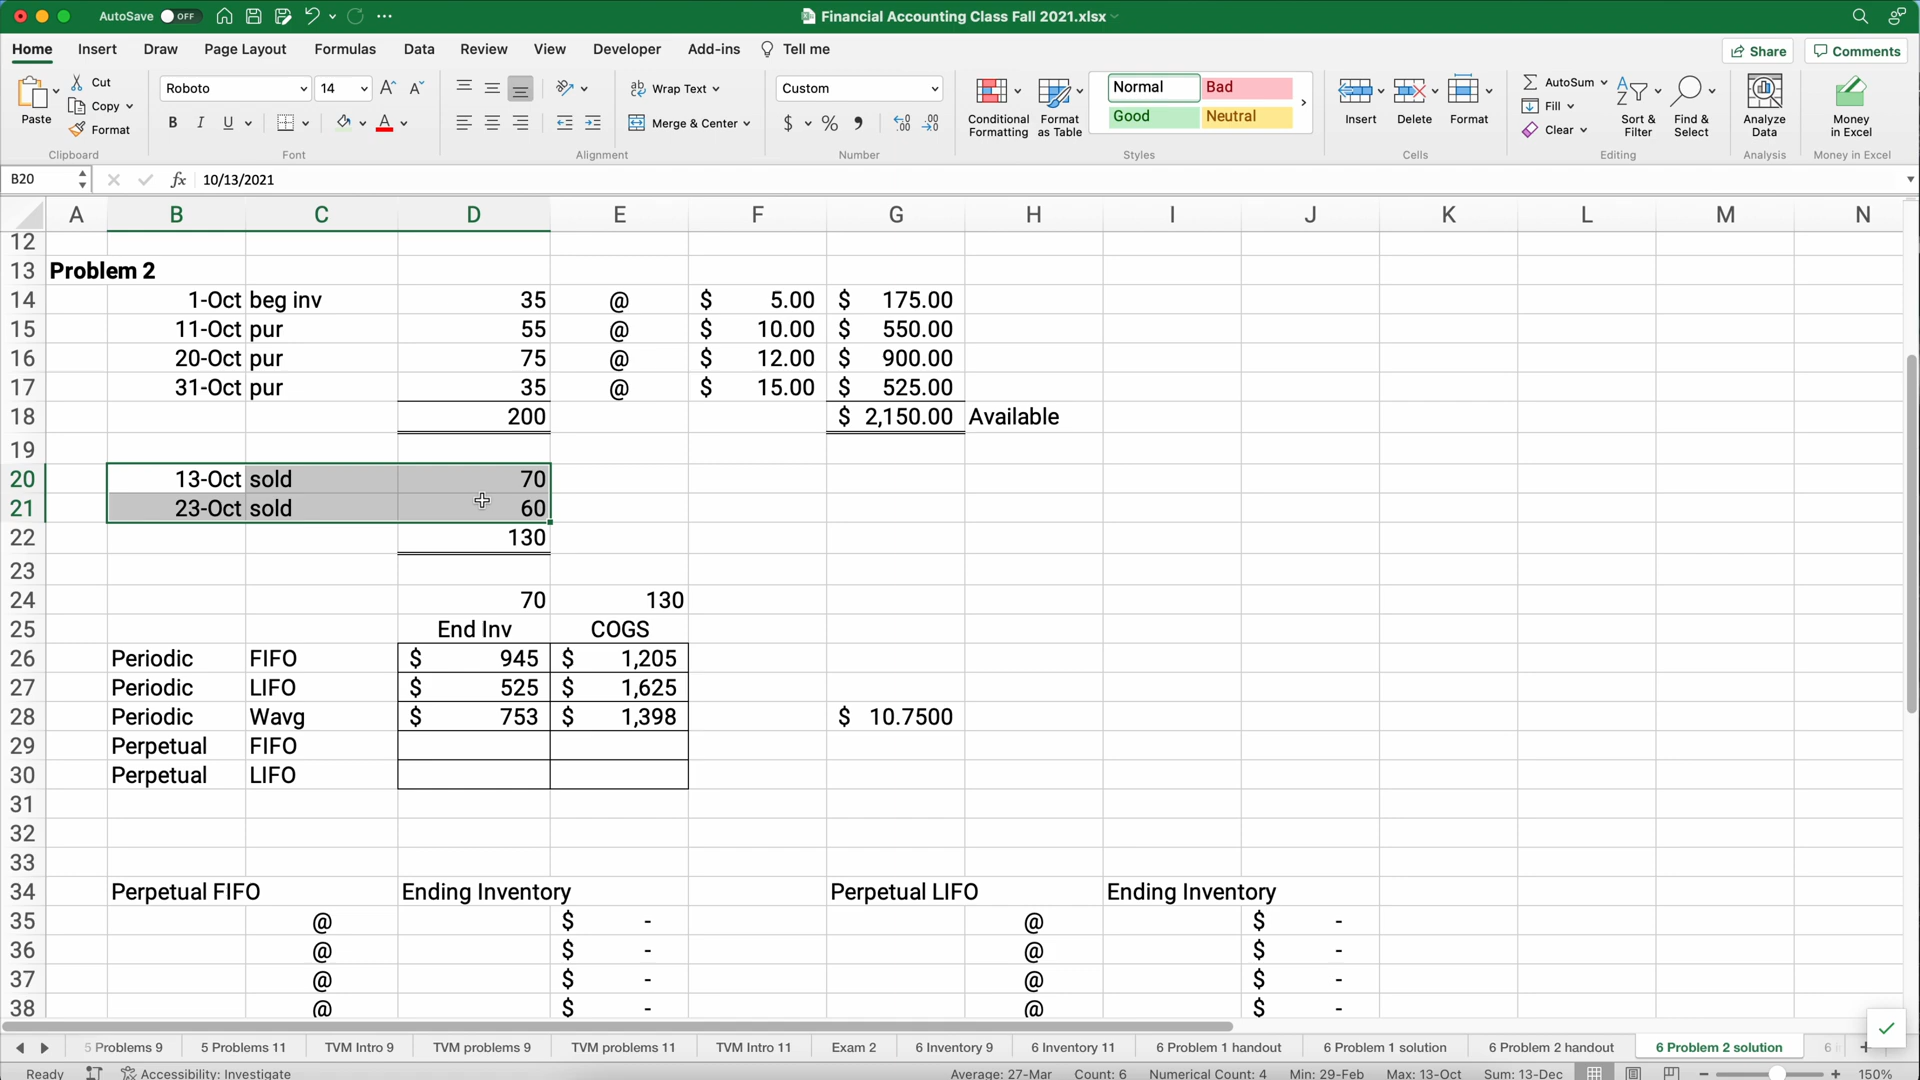 AutoSave OFF
Financial Accounting Class Fall 2021.xlsx
Home Insert Draw Page Layout Formulas Data Review View Developer Add-ins Tell me Share Comments
Paste Cut Copy Format
Clipboard
Roboto 14
B I U A
Font
Wrap Text
Merge & Center
Alignment
Custom
$ % ,
Number
Conditional Formatting Format as Table
Normal Bad
Good Neutral
Styles
Insert Delete Format
Cells
AutoSum
Fill
Clear
Sort & Filter Find & Select
Editing
Analyze Data
Analysis
Money in Excel
Money in Excel
B20 fx 10/13/2021
A B C D E F G H I J K L M N
12
13 Problem 2
14 1-Oct beg inv 35 @ $ 5.00 $ 175.00
15 11-Oct pur 55 @ $ 10.00 $ 550.00
16 20-Oct pur 75 @ $ 12.00 $ 900.00
17 31-Oct pur 35 @ $ 15.00 $ 525.00
18 200 $ 2,150.00 Available
19
20 13-Oct sold 70
21 23-Oct sold 60
22 130
23
24 70 130
25 End Inv COGS
26 Periodic FIFO $ 945 $ 1,205
27 Periodic LIFO $ 525 $ 1,625
28 Periodic Wavg $ 753 $ 1,398 $ 10.7500
29 Perpetual FIFO
30 Perpetual LIFO
31
32
33
34 Perpetual FIFO Ending Inventory Perpetual LIFO Ending Inventory
35 @ $ - @ $ -
36 @ $ - @ $ -
37 @ $ - @ $ -
38 @ $ - @ $ -
5 Problems 9 5 Problems 11 TVM Intro 9 TVM problems 9 TVM problems 11 TVM Intro 11 Exam 2 6 Inventory 9 6 Inventory 11 6 Problem 1 handout 6 Problem 1 solution 6 Problem 2 handout 6 Problem 2 solution 6
Ready Accessibility: Investigate Average: 27-Mar Count: 6 Numerical Count: 4 Min: 29-Feb Max: 13-Oct Sum: 13-Dec 150%